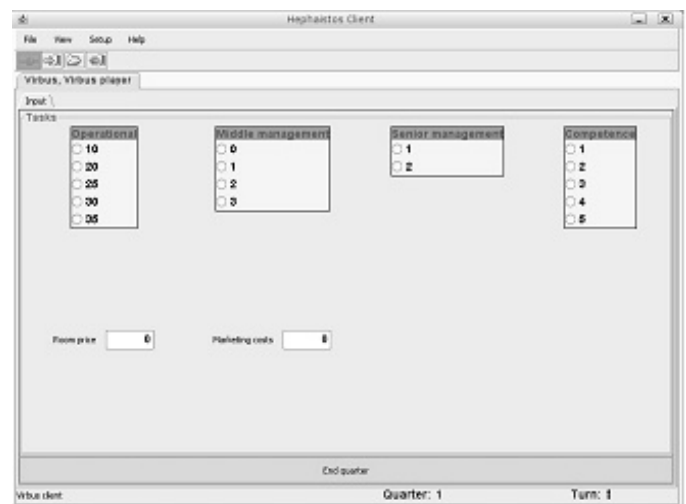 Hephaistos Client
File View Setup Help
Virbus, Virbus player
Input
Tasks
Operational
10
20
25
30
35
Middle management
0
1
2
3
Senior management
1
2
Competence
1
2
3
4
5
Room price 0
Marketing costs 0
End quarter
Virbus client Quarter: 1 Turn: 1